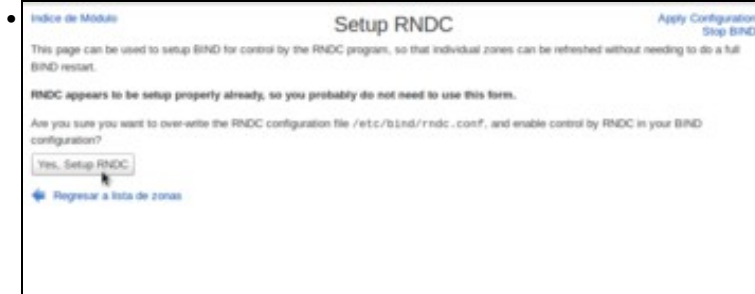 Indice de Módulo
Setup RNDC
Apply Configuration
Stop BIND
This page can be used to setup BIND for control by the RNDC program, so that individual zones can be refreshed without needing to do a full
BIND restart.
RNDC appears to be setup properly already, so you probably do not need to use this form.
Are you sure you want to over-write the RNDC configuration file /etc/bind/rndc.conf, and enable control by RNDC in your BIND
configuration?
Yes, Setup RNDC
Regresar a lista de zonas